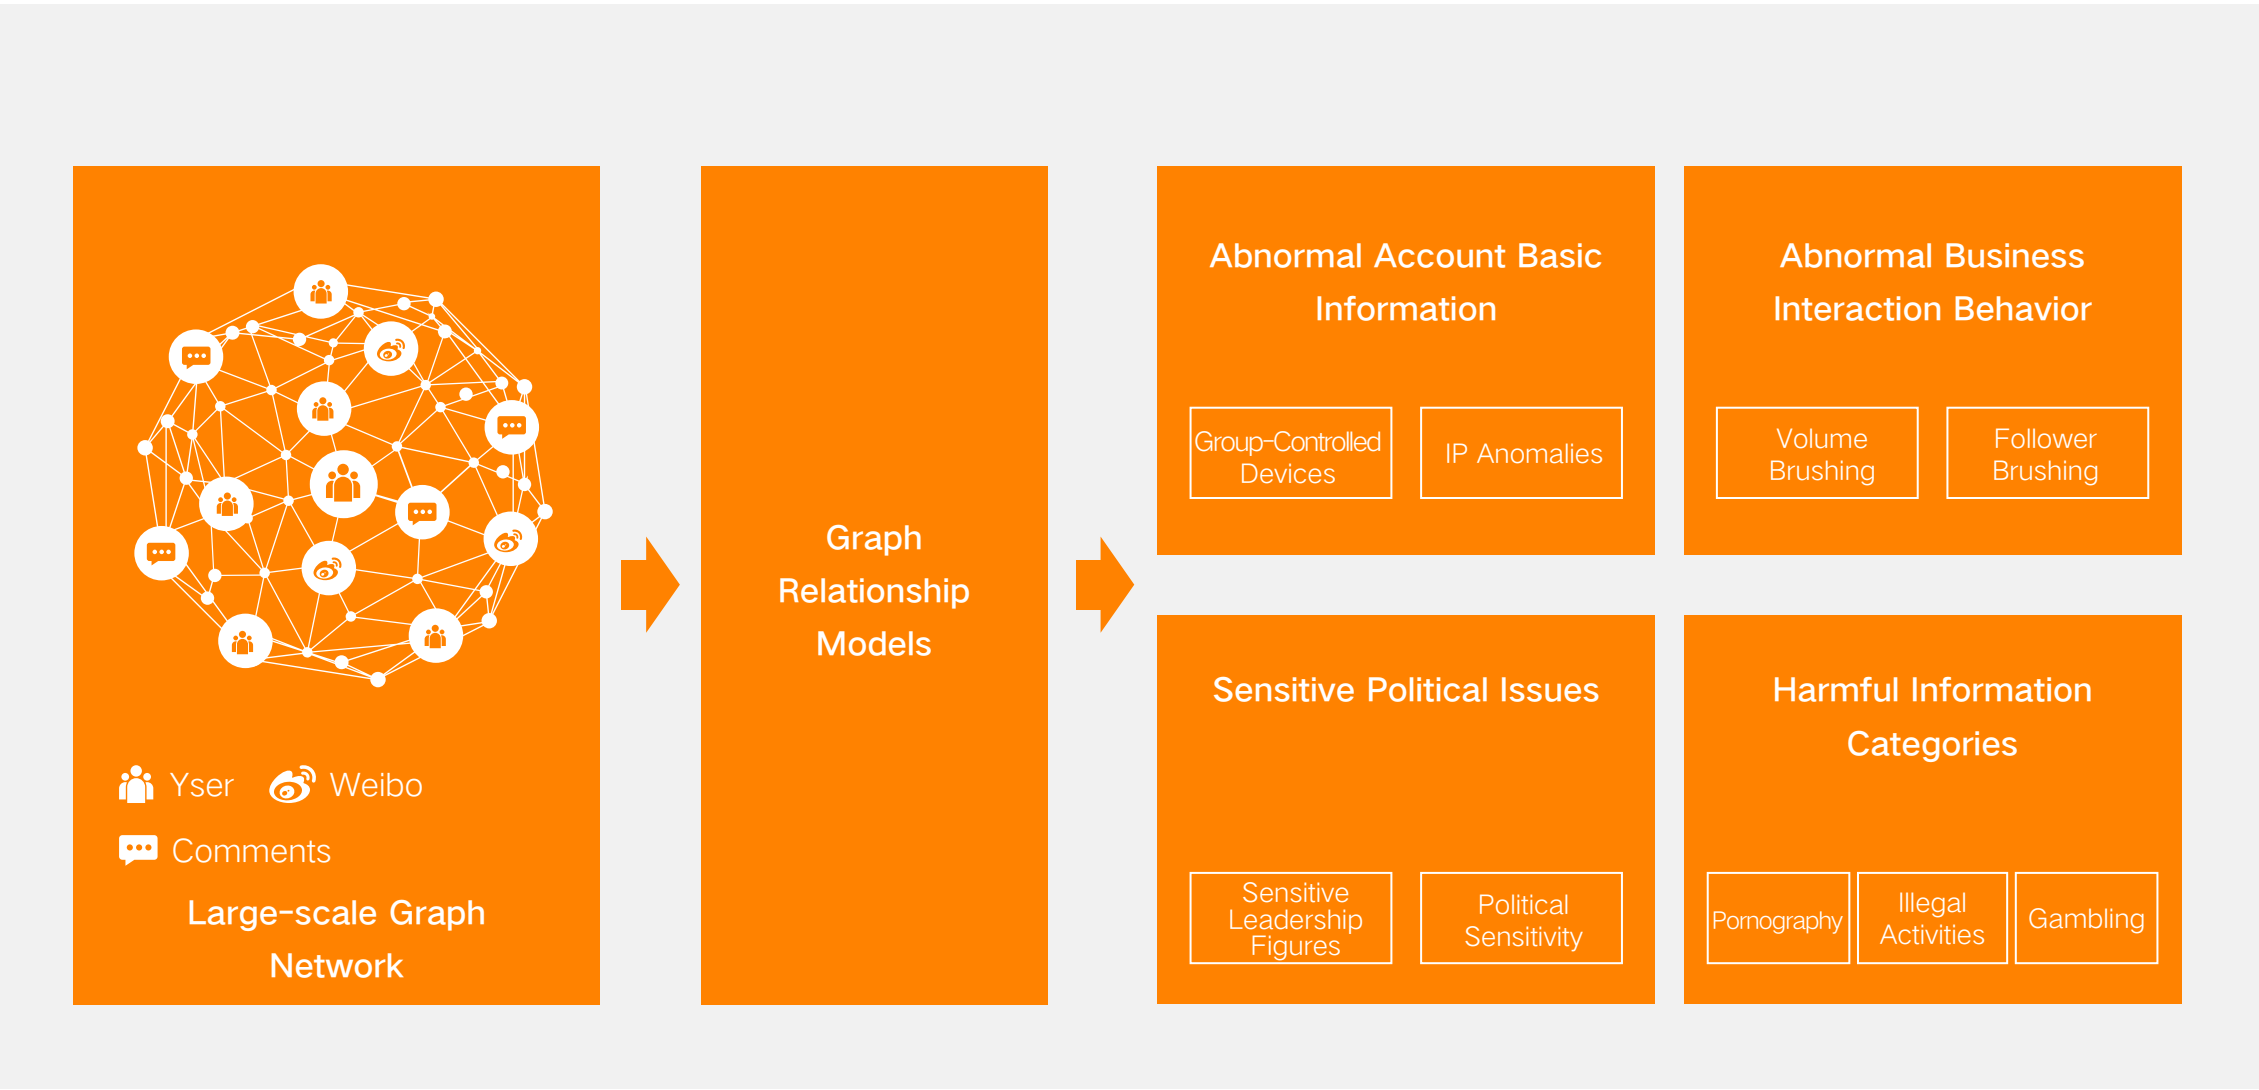 Yser
Weibo
Comments
Large-scale Graph
Network
Graph
Relationship
Models
Abnormal Account Basic
Information
Group-Controlled
Devices
IP Anomalies
Abnormal Business
Interaction Behavior
Volume
Brushing
Follower
Brushing
Sensitive Political Issues
Sensitive
Leadership
Figures
Political
Sensitivity
Harmful Information
Categories
Pornography
Illegal
Activities
Gambling